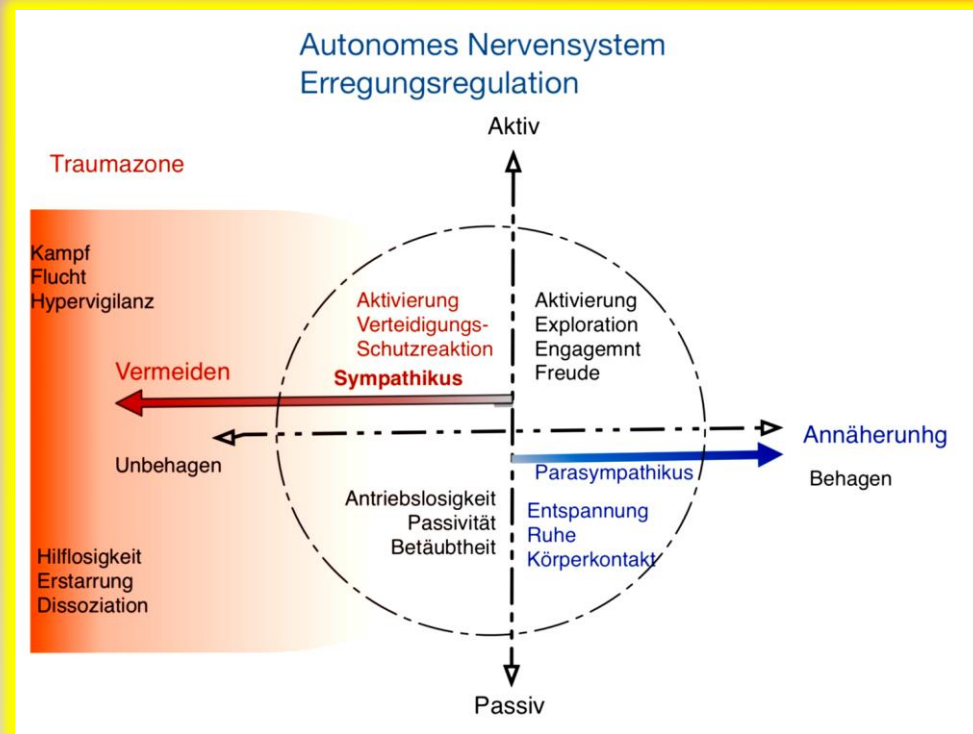 Autonomes Nervensystem
Erregungsregulation
Aktiv
Traumazone
Kampf
Flucht
Hypervigilanz
Aktivierung
Verteidigungs-
Schutzreaktion
Aktivierung
Exploration
Engagemnt
Freude
Vermeiden
Sympathikus
Unbehagen
Annäherunhg
Behagen
Parasympathikus
Antriebslosigkeit
Passivität
Betäubtheit
Entspannung
Ruhe
Körperkontakt
Hilflosigkeit
Erstarrung
Dissoziation
Passiv